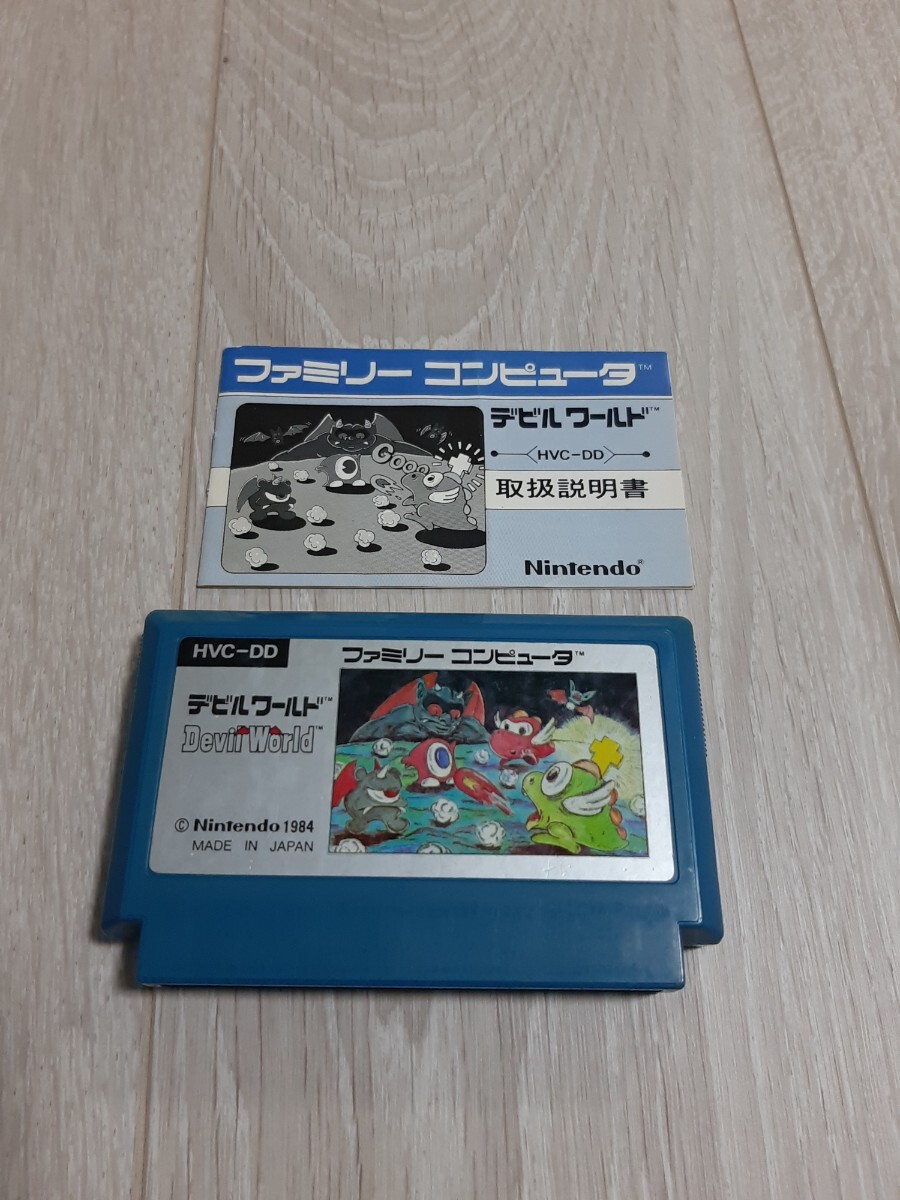 ファミリー コンピュータ™
デビルワールド™
HVC-DD
取扱説明書
Gooo
Nintendo®
HVC-DD
ファミリー コンピュータ™
デビルワールド™
Devil World™
© Nintendo 1984
MADE IN JAPAN